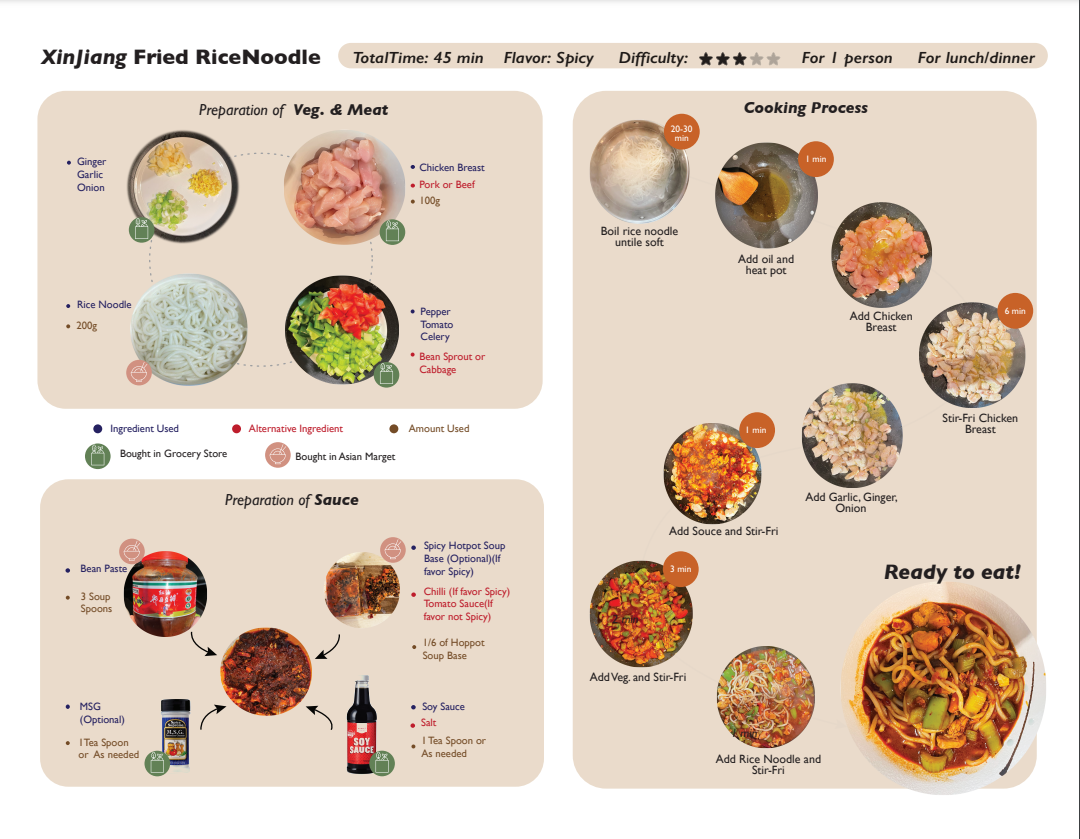 XinJiang Fried RiceNoodle
TotalTime: 45 min Flavor: Spicy Difficulty: For 1 person For lunch/dinner
Preparation of Veg. & Meat
Ginger
Garlic
Onion
Chicken Breast
Pork or Beef
100g
Rice Noodle
200g
Pepper
Tomato
Celery
Bean Sprout or
Cabbage
Ingredient Used
Alternative Ingredient
Amount Used
Bought in Grocery Store
Bought in Asian Marget
Preparation of Sauce
Bean Paste
3 Soup
Spoons
Spicy Hotpot Soup
Base (Optional)(If
favor Spicy)
Chilli (If favor Spicy)
Tomato Sauce(If
favor not Spicy)
1/6 of Hoppot
Soup Base
MSG
(Optional)
1Tea Spoon
or As needed
M.S.G.
SOY
SAUCE
Soy Sauce
Salt
1Tea Spoon or
As needed
Cooking Process
20-30
min
Boil rice noodle
untile soft
1 min
Add oil and
heat pot
Add Chicken
Breast
6 min
Stir-Fri Chicken
Breast
Add Garlic, Ginger,
Onion
1 min
Add Souce and Stir-Fri
3 min
Add Veg. and Stir-Fri
1 min
Add Rice Noodle and
Stir-Fri
Ready to eat!